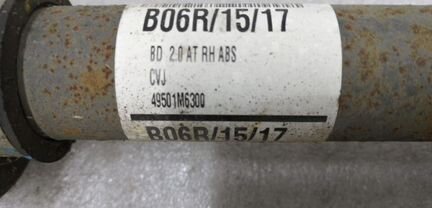 B06R/15/17
BD 2.0 AT RH ABS
CVJ
49501M6300
B06R/15/17